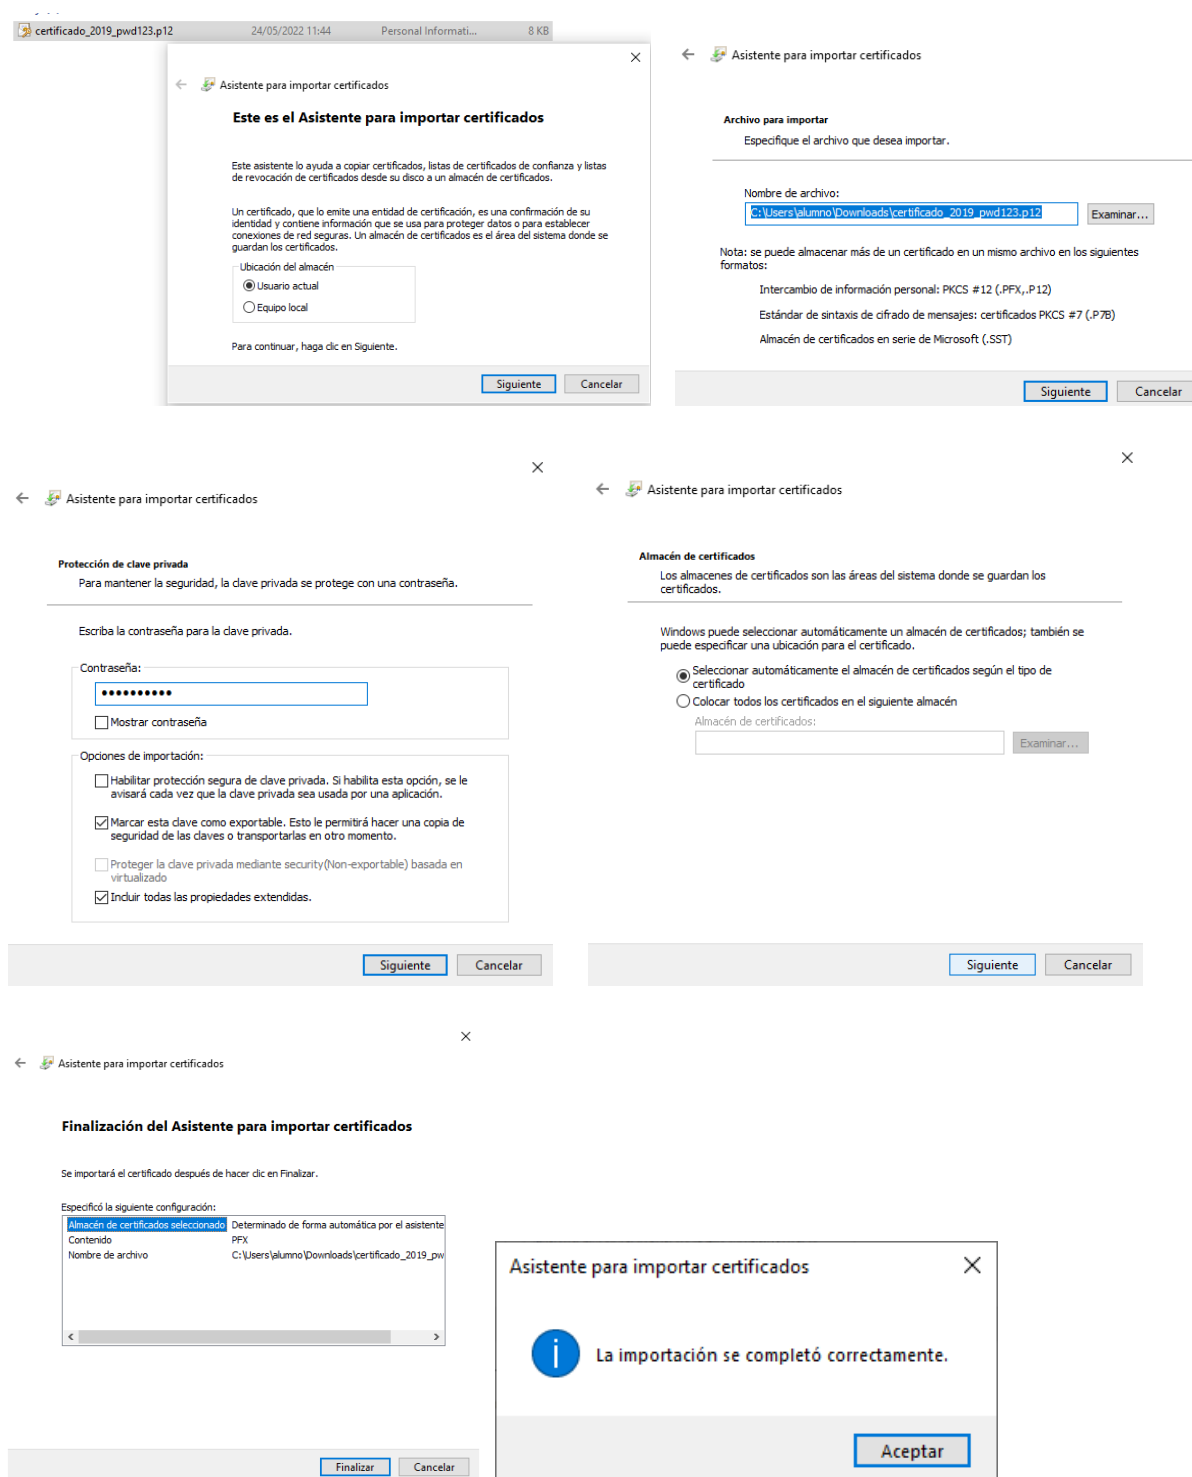 certificado_2019_pwd123.p12 24/05/2022 11:44 Personal Informati... 8 KB
Asistente para importar certificados
Este es el Asistente para importar certificados
Este asistente lo ayuda a copiar certificados, listas de certificados de confianza y listas
de revocación de certificados desde su disco a un almacén de certificados.
Un certificado, que lo emite una entidad de certificación, es una confirmación de su
identidad y contiene información que se usa para proteger datos o para establecer
conexiones de red seguras. Un almacén de certificados es el área del sistema donde se
guardan los certificados.
Ubicación del almacén
Usuario actual
Equipo local
Para continuar, haga clic en Siguiente.
Siguiente Cancelar
Asistente para importar certificados
Archivo para importar
Especifique el archivo que desea importar.
Nombre de archivo:
C:\Users\alumno\Downloads\certificado_2019_pwd123.p12 Examinar...
Nota: se puede almacenar más de un certificado en un mismo archivo en los siguientes
formatos:
Intercambio de información personal: PKCS #12 (.PFX,.P12)
Estándar de sintaxis de cifrado de mensajes: certificados PKCS #7 (.P7B)
Almacén de certificados en serie de Microsoft (.SST)
Siguiente Cancelar
Asistente para importar certificados
Protección de clave privada
Para mantener la seguridad, la clave privada se protege con una contraseña.
Escriba la contraseña para la clave privada.
Contraseña:
●●●●●●●●●●
Mostrar contraseña
Opciones de importación:
Habilitar protección segura de clave privada. Si habilita esta opción, se le
avisará cada vez que la clave privada sea usada por una aplicación.
Marcar esta clave como exportable. Esto le permitirá hacer una copia de
seguridad de las claves o transportarlas en otro momento.
Proteger la clave privada mediante security(Non-exportable) basada en
virtualizado
Incluir todas las propiedades extendidas.
Siguiente Cancelar
Asistente para importar certificados
Almacén de certificados
Los almacenes de certificados son las áreas del sistema donde se guardan los
certificados.
Windows puede seleccionar automáticamente un almacén de certificados; también se
puede especificar una ubicación para el certificado.
Seleccionar automáticamente el almacén de certificados según el tipo de
certificado
Colocar todos los certificados en el siguiente almacén
Almacén de certificados:
Examinar...
Siguiente Cancelar
Asistente para importar certificados
Finalización del Asistente para importar certificados
Se importará el certificado después de hacer clic en Finalizar.
Especificó la siguiente configuración:
Almacén de certificados seleccionado Determinado de forma automática por el asistente
Contenido PFX
Nombre de archivo C:\Users\alumno\Downloads\certificado_2019_pw
Finalizar Cancelar
Asistente para importar certificados
La importación se completó correctamente.
Aceptar